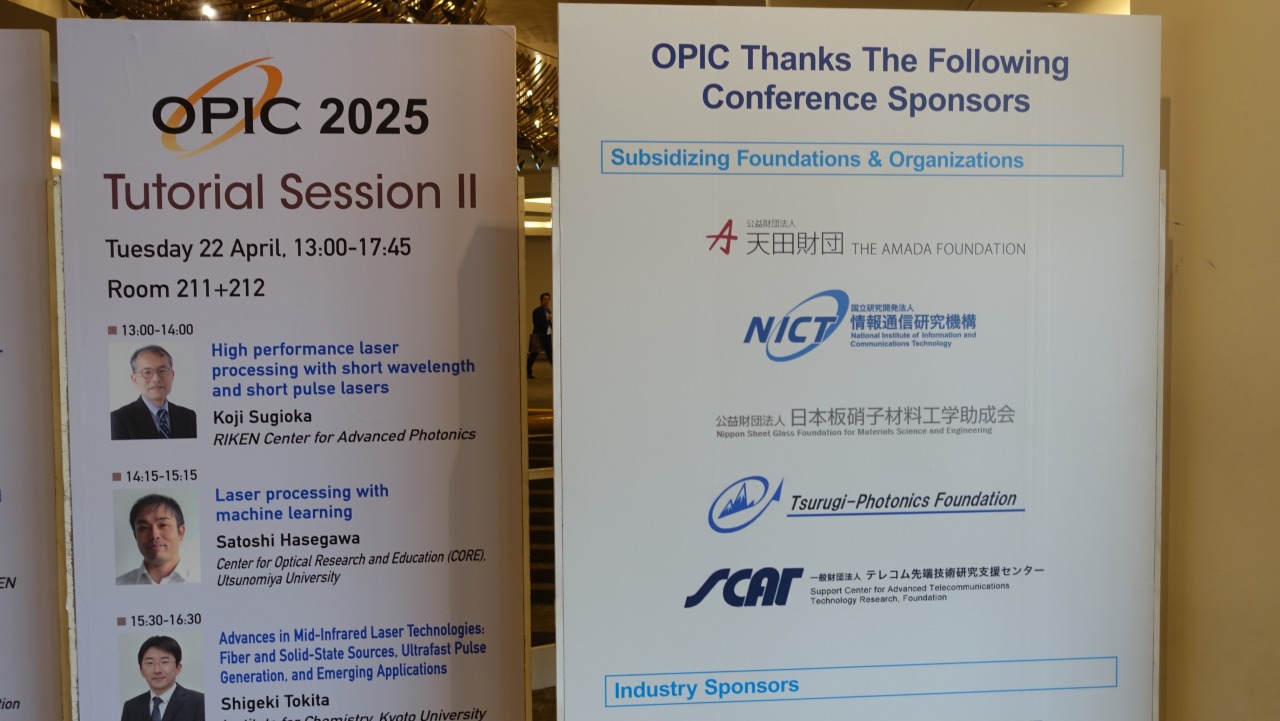 OPIC 2025
Tutorial Session II
Tuesday 22 April, 13:00-17:45
Room 211+212
13:00-14:00
High performance laser
processing with short wavelength
and short pulse lasers
Koji Sugioka
RIKEN Center for Advanced Photonics
14:15-15:15
Laser processing with
machine learning
Satoshi Hasegawa
Center for Optical Research and Education (CORE),
Utsunomiya University
15:30-16:30
Advances in Mid-Infrared Laser Technologies:
Fiber and Solid-State Sources, Ultrafast Pulse
Generation, and Emerging Applications
Shigeki Tokita
Institute for Chemistry, Kyoto University
OPIC Thanks The Following
Conference Sponsors
Subsidizing Foundations & Organizations
公益財団法人
天田財団 THE AMADA FOUNDATION
NICT
国立研究開発法人
情報通信研究機構
National Institute of Information and
Communications Technology
公益財団法人 日本板硝子材料工学助成会
Nippon Sheet Glass Foundation for Materials Science and Engineering
Tsurugi-Photonics Foundation
SCAT
一般財団法人 テレコム先端技術研究支援センター
Support Center for Advanced Telecommunications
Technology Research, Foundation
Industry Sponsors